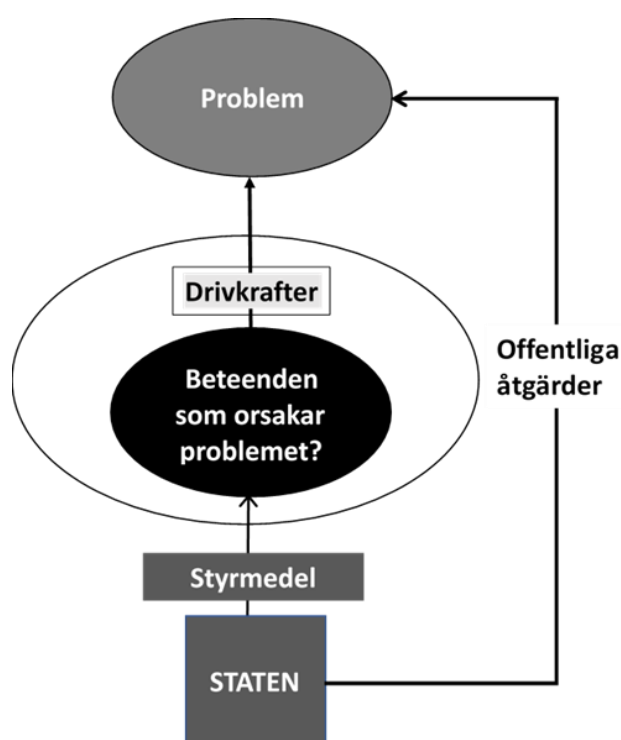 Problem
Drivkrafter
Offentliga
åtgärder
Beteenden
som orsakar
problemet?
Styrmedel
STATEN